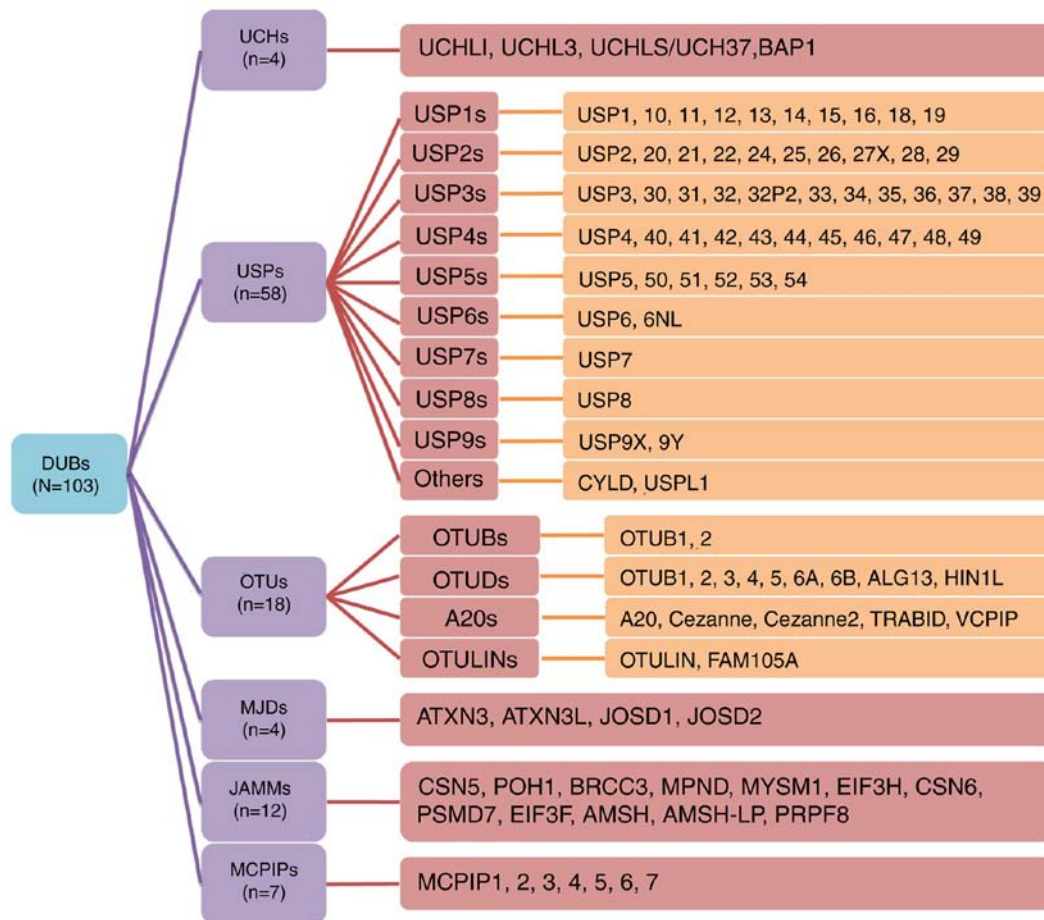 UCHs
(n=4)
UCHLI, UCHL3, UCHLS/UCH37,BAP1
USPs
(n=58)
USP1s
USP1, 10, 11, 12, 13, 14, 15, 16, 18, 19
USP2s
USP2, 20, 21, 22, 24, 25, 26, 27X, 28, 29
USP3s
USP3, 30, 31, 32, 32P2, 33, 34, 35, 36, 37, 38, 39
USP4s
USP4, 40, 41, 42, 43, 44, 45, 46, 47, 48, 49
USP5s
USP5, 50, 51, 52, 53, 54
USP6s
USP6, 6NL
USP7s
USP7
USP8s
USP8
USP9s
USP9X, 9Y
Others
CYLD, USPL1
DUBs
(N=103)
OTUs
(n=18)
OTUBs
OTUB1, 2
OTUDs
OTUB1, 2, 3, 4, 5, 6A, 6B, ALG13, HIN1L
A20s
A20, Cezanne, Cezanne2, TRABID, VCPIP
OTULINs
OTULIN, FAM105A
MJDs
(n=4)
ATXN3, ATXN3L, JOSD1, JOSD2
JAMMs
(n=12)
CSN5, POH1, BRCC3, MPND, MYSM1, EIF3H, CSN6,
PSMD7, EIF3F, AMSH, AMSH-LP, PRPF8
MCPIPs
(n=7)
MCPIP1, 2, 3, 4, 5, 6, 7